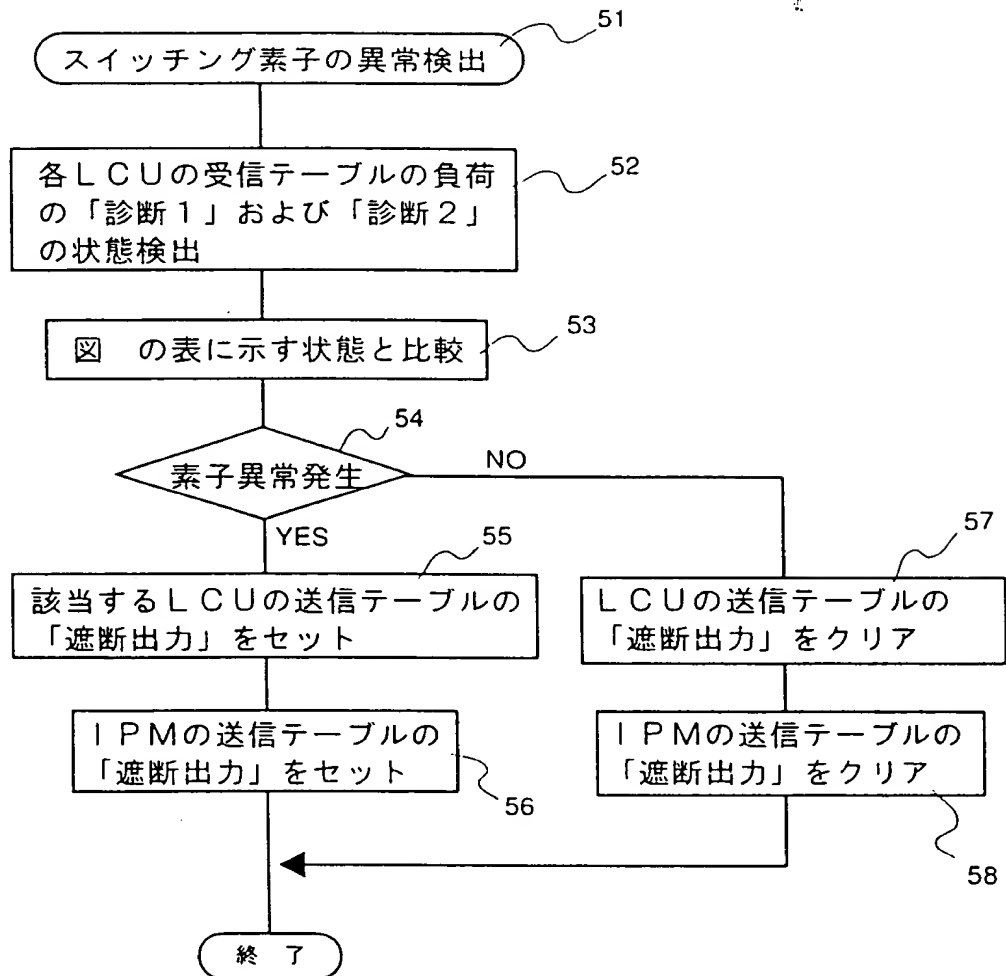 51
スイッチング素子の異常検出
52
各LCUの受信テーブルの負荷
の「診断1」および「診断2」
の状態検出
53
図 の表に示す状態と比較
54
素子異常発生
NO
YES
55
該当するLCUの送信テーブルの
「遮断出力」をセット
57
LCUの送信テーブルの
「遮断出力」をクリア
IPMの送信テーブルの
「遮断出力」をセット
56
IPMの送信テーブルの
「遮断出力」をクリア
58
終 了